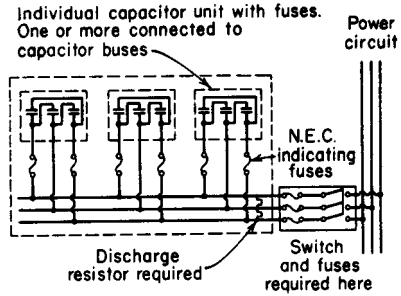 Individual capacitor unit with fuses.
One or more connected to
capacitor buses
Power
circuit
N.E.C.
indicating
fuses
Discharge
resistor required
Switch
and fuses
required here